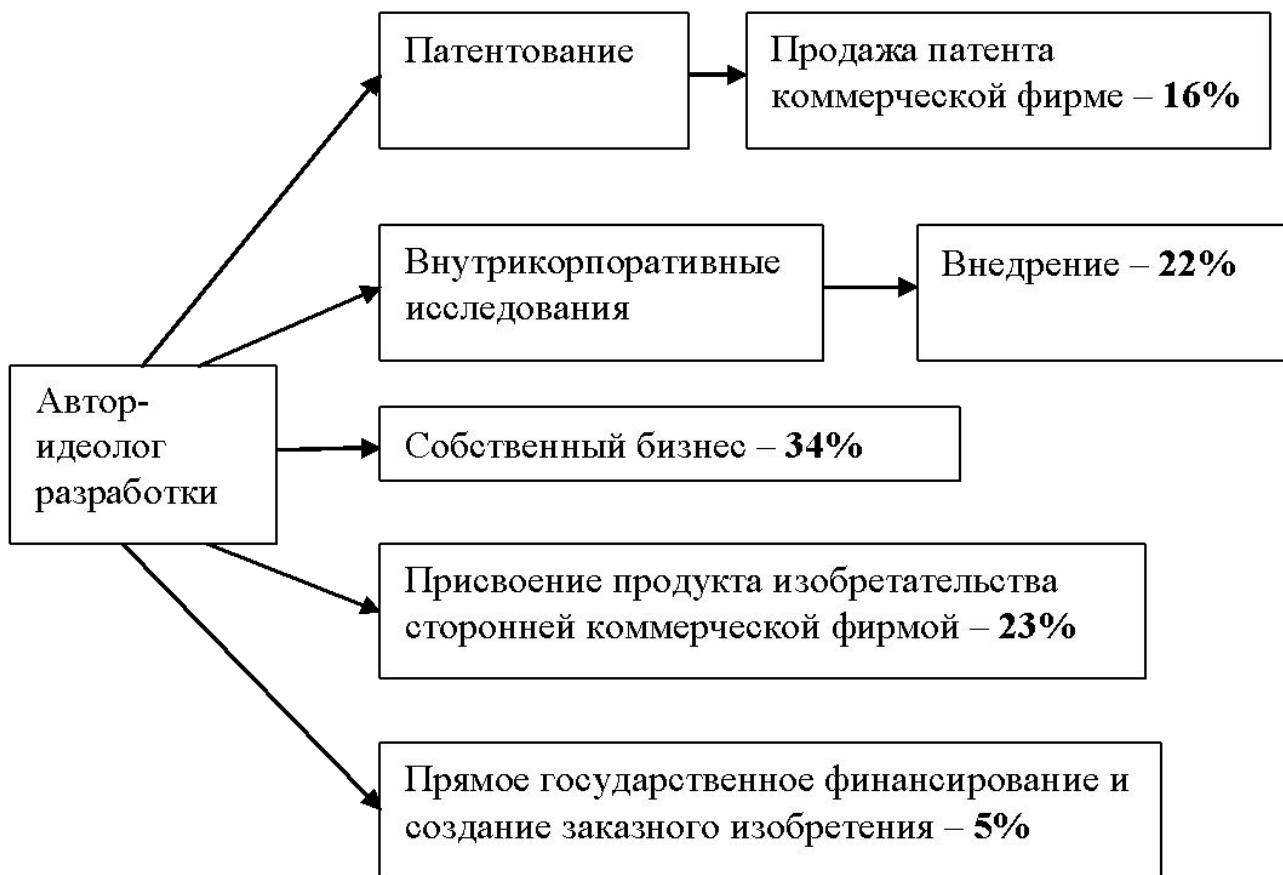 Патентование
Продажа патента
коммерческой фирме – 16%
Внутрикорпоративные
исследования
Внедрение – 22%
Автор-
идеолог
разработки
Собственный бизнес – 34%
Присвоение продукта изобретательства
сторонней коммерческой фирмой – 23%
Прямое государственное финансирование и
создание заказного изобретения – 5%